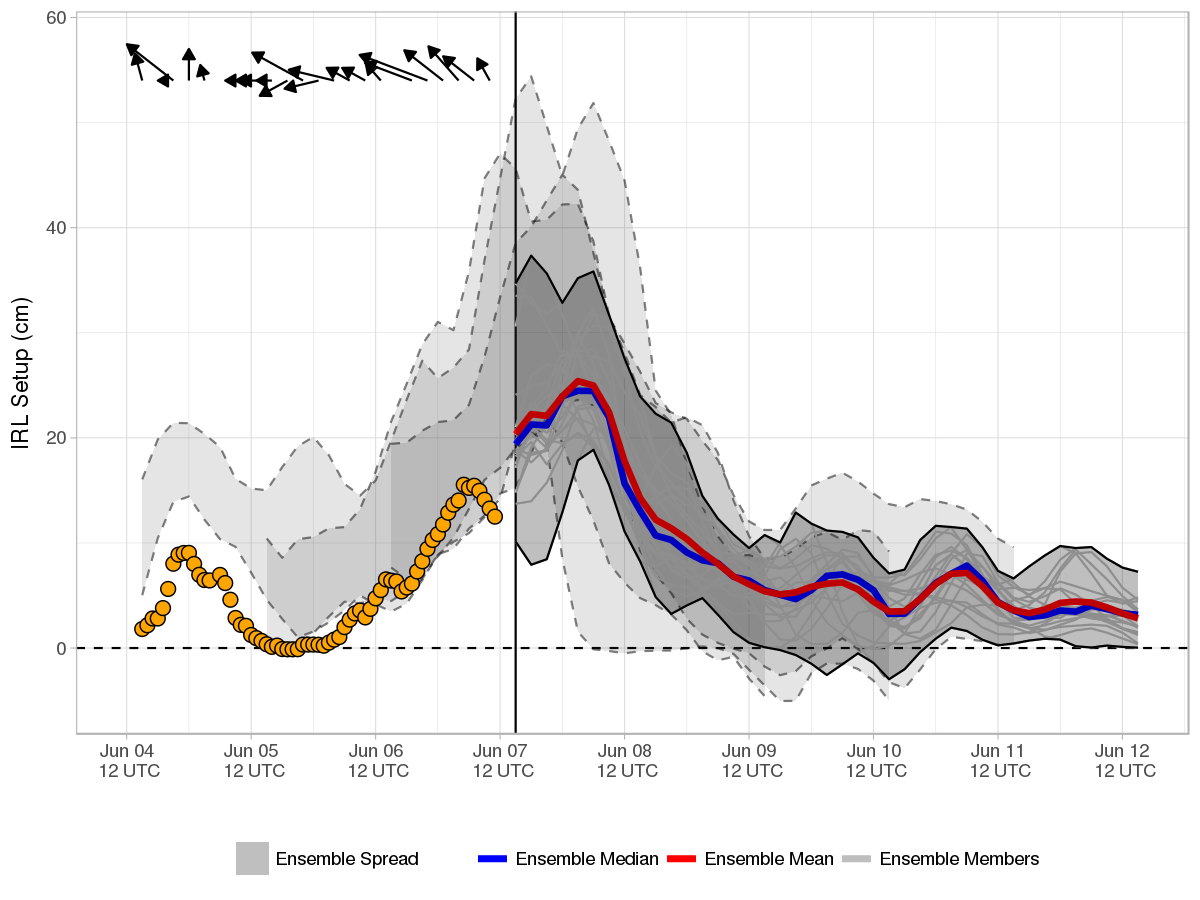 60
40
20
0
IRL Setup (cm)
Jun 04 Jun 05 Jun 06 Jun 07 Jun 08 Jun 09 Jun 10 Jun 11 Jun 12
12 UTC 12 UTC 12 UTC 12 UTC 12 UTC 12 UTC 12 UTC 12 UTC 12 UTC
Ensemble Spread Ensemble Median Ensemble Mean Ensemble Members